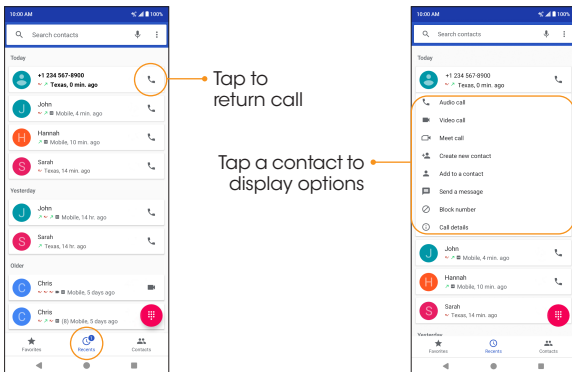 10:00 AM 100%
Search contacts
Today
+1 234 567-8900
Texas, 0 min. ago
J John
Mobile, 4 min. ago
H Hannah
Mobile, 10 min. ago
S Sarah
Texas, 14 min. ago
Yesterday
J John
Mobile, 14 hr. ago
S Sarah
Texas, 14 hr. ago
Older
C Chris
Mobile, 5 days ago
C Chris
(8) Mobile, 5 days ago
1
Favorites Recents Contacts
Tap to
return call
Tap a contact to
display options
10:00 AM 100%
Search contacts
Today
+1 234 567-8900
Texas, 0 min. ago
Audio call
Video call
Meet call
Create new contact
Add to a contact
Send a message
Block number
Call details
J John
Mobile, 4 min. ago
H Hannah
Mobile, 10 min. ago
S Sarah
Texas, 14 min. ago
Yesterday
Favorites Recents Contacts